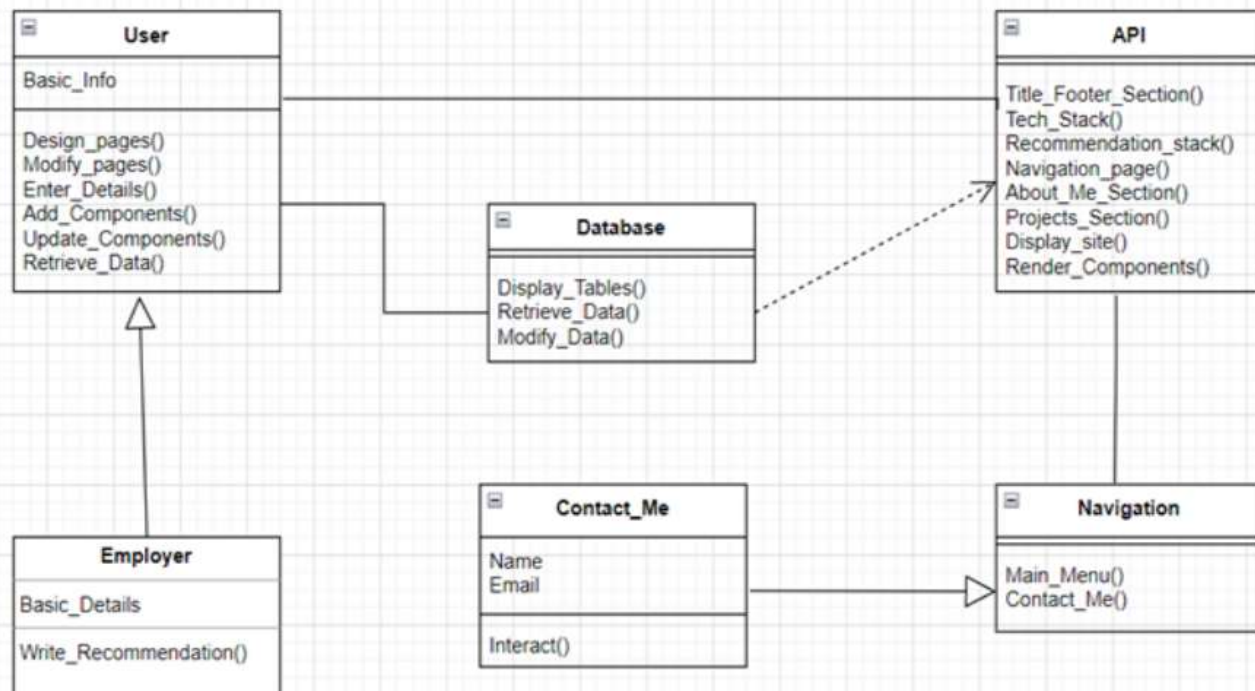 User
Basic_Info
Design_pages()
Modify_pages()
Enter_Details()
Add_Components()
Update_Components()
Retrieve_Data()
API
Title_Footer_Section()
Tech_Stack()
Recommendation_stack()
Navigation_page()
About_Me_Section()
Projects_Section()
Display_site()
Render_Components()
Database
Display_Tables()
Retrieve_Data()
Modify_Data()
Employer
Basic_Details
Write_Recommendation()
Contact_Me
Name
Email
Interact()
Navigation
Main_Menu()
Contact_Me()